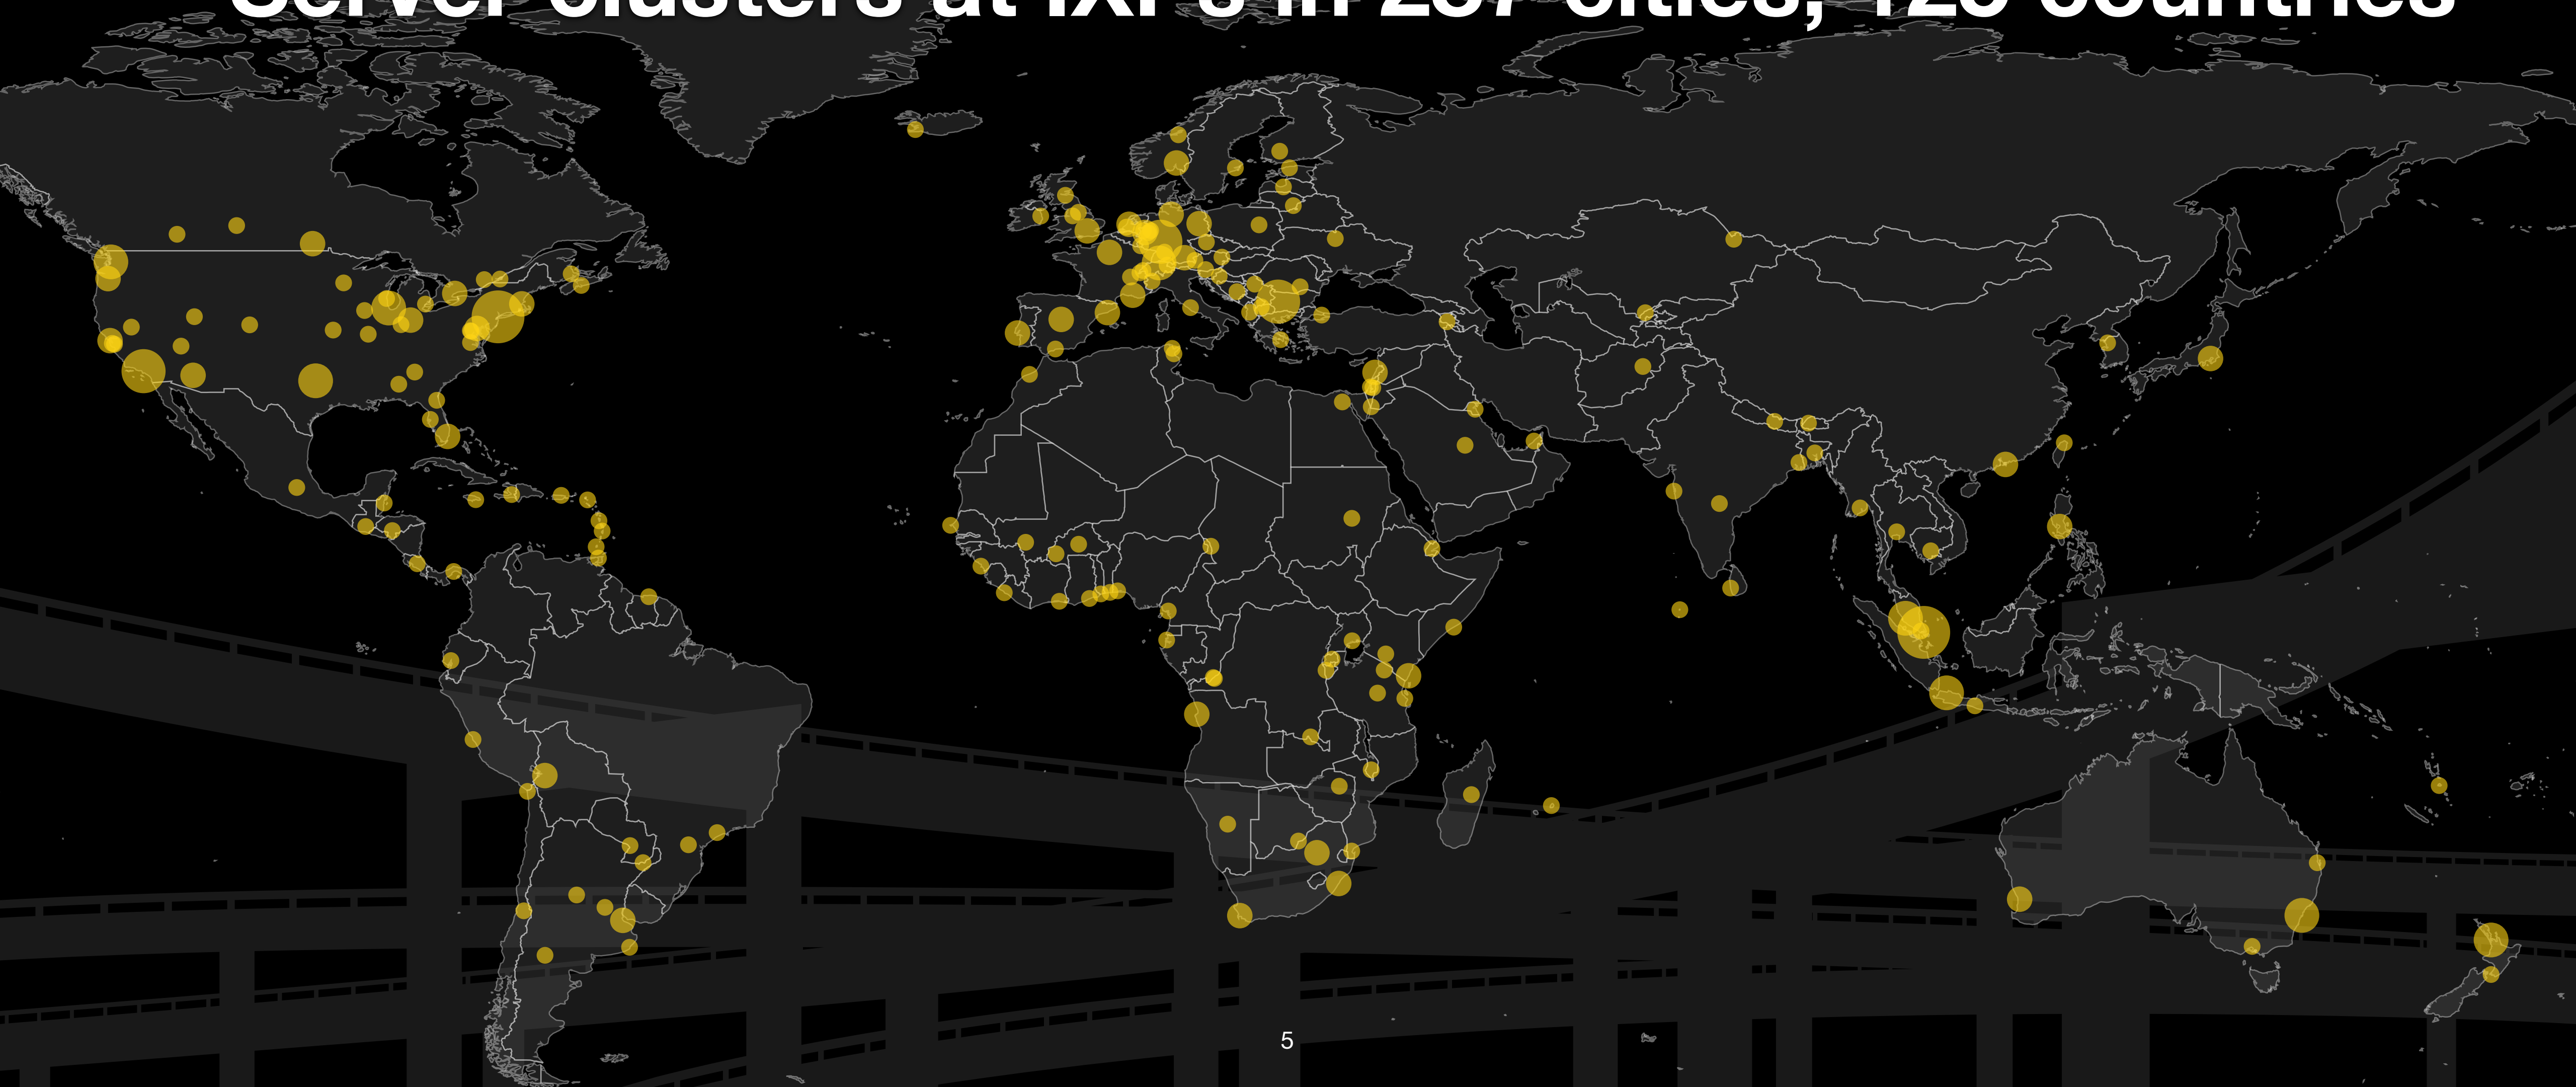 Server clusters at IXPs in cities, countries
5